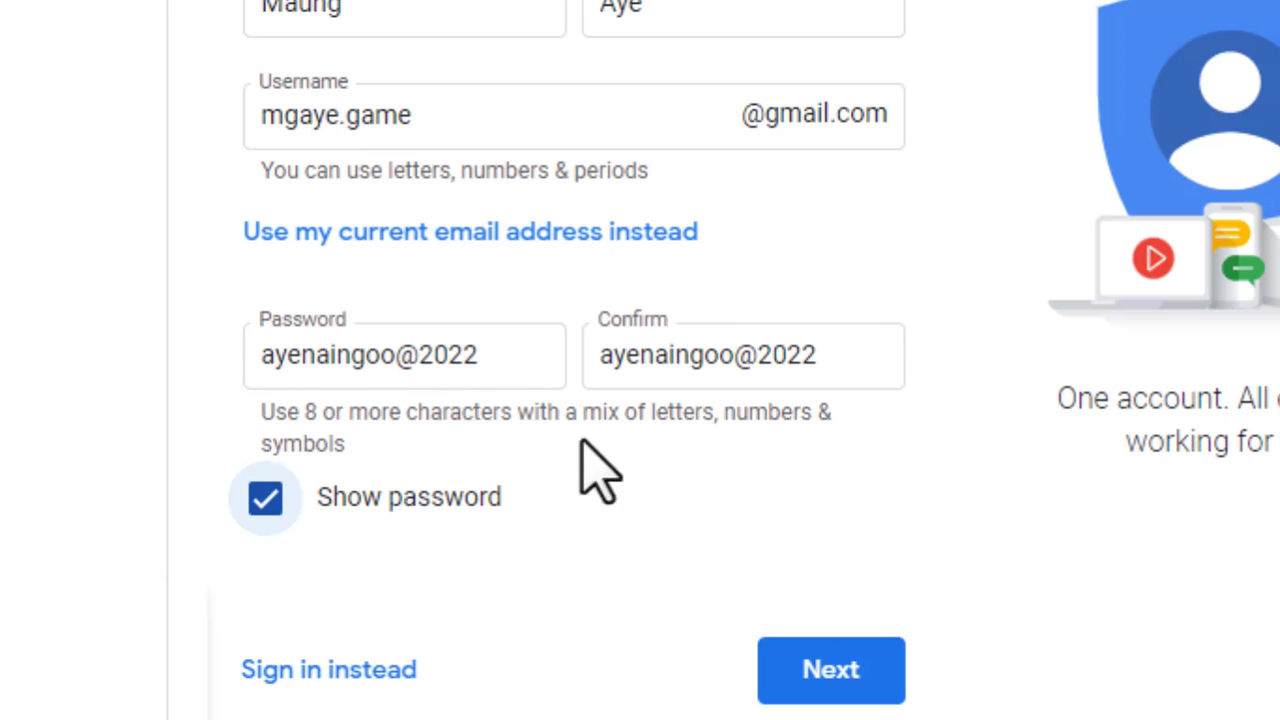 Maung
Aye
Username
mgaye.game
@gmail.com
You can use letters, numbers & periods
Use my current email address instead
Password
Confirm
ayenaingoo@2022
ayenaingoo@2022
Use 8 or more characters with a mix of letters, numbers &
symbols
Show password
One account. All
working for
Sign in instead
Next